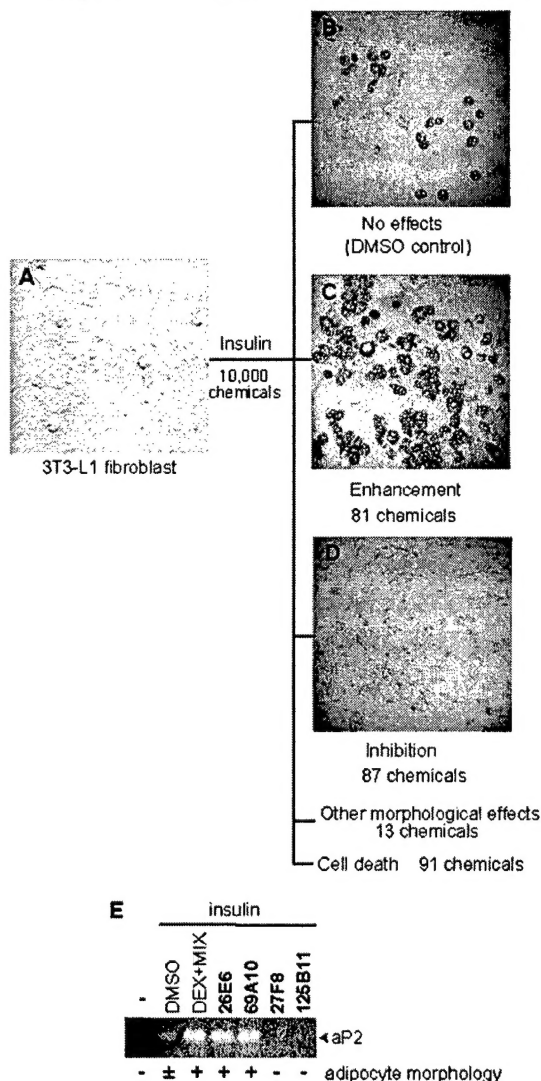 B
No effects
(DMSO control)
A
3T3-L1 fibroblast
Insulin
10,000
chemicals
C
Enhancement
81 chemicals
D
Inhibition
87 chemicals
Other morphological effects
13 chemicals
Cell death 91 chemicals
E
insulin
- DMSO DEX+MIX 26E6 69A10 27F8 125B11
aP2
- ± + + + - - adipocyte morphology